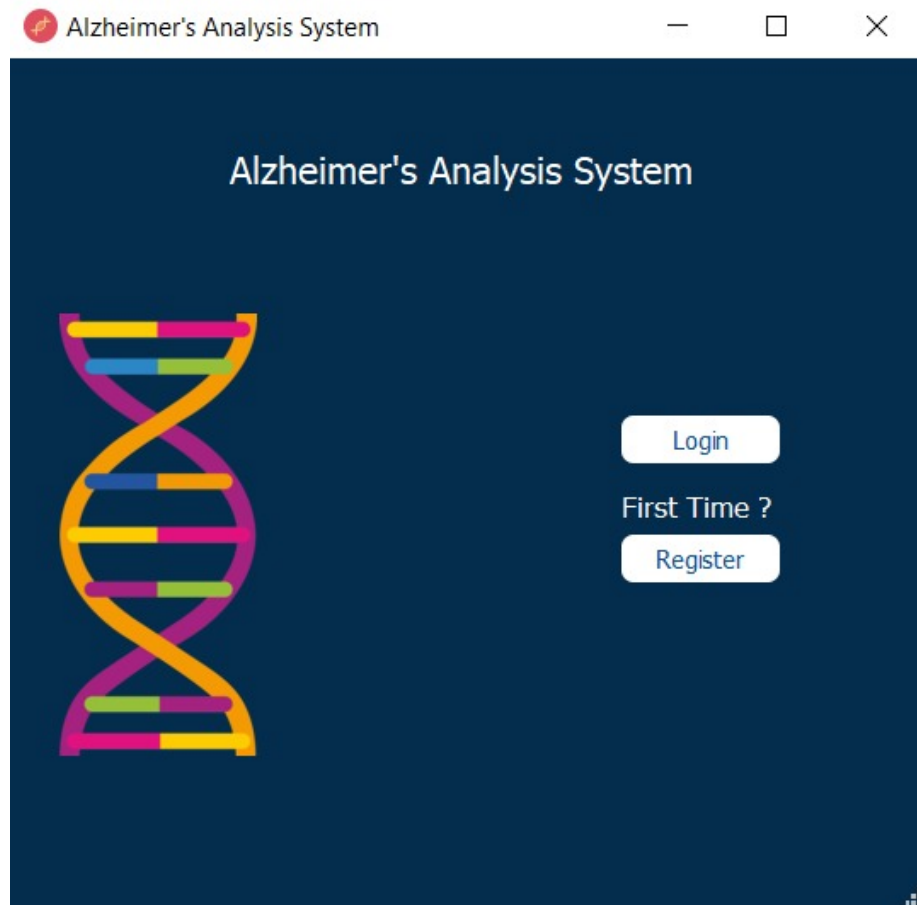 Alzheimer's Analysis System
Alzheimer's Analysis System
Login
First Time ?
Register